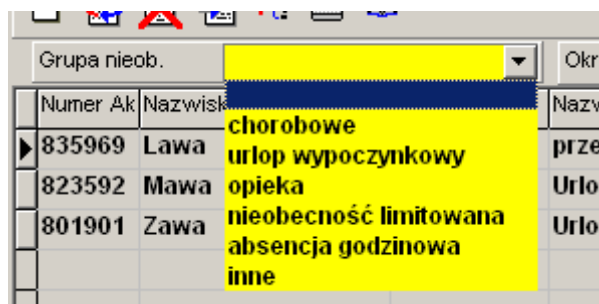 Grupa nieob. Okr
Numer Ak Nazwisk Nazw
chorobowe
835969 Lawa urlop wypoczynkowy prze
823592 Mawa opieka Urlo
nieobecność limitowana
801901 Zawa absencja godzinowa Urlo
inne